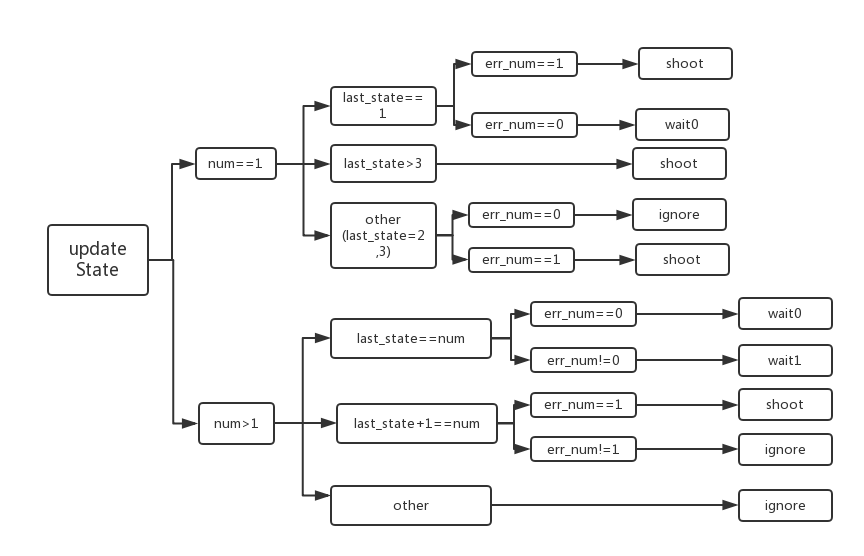 update
State
num==1
last_state==
1
err_num==1
shoot
err_num==0
wait0
last_state>3
shoot
other
(last_state=2
,3)
err_num==0
ignore
err_num==1
shoot
num>1
last_state==num
err_num==0
wait0
err_num!=0
wait1
last_state+1==num
err_num==1
shoot
err_num!=1
ignore
other
ignore